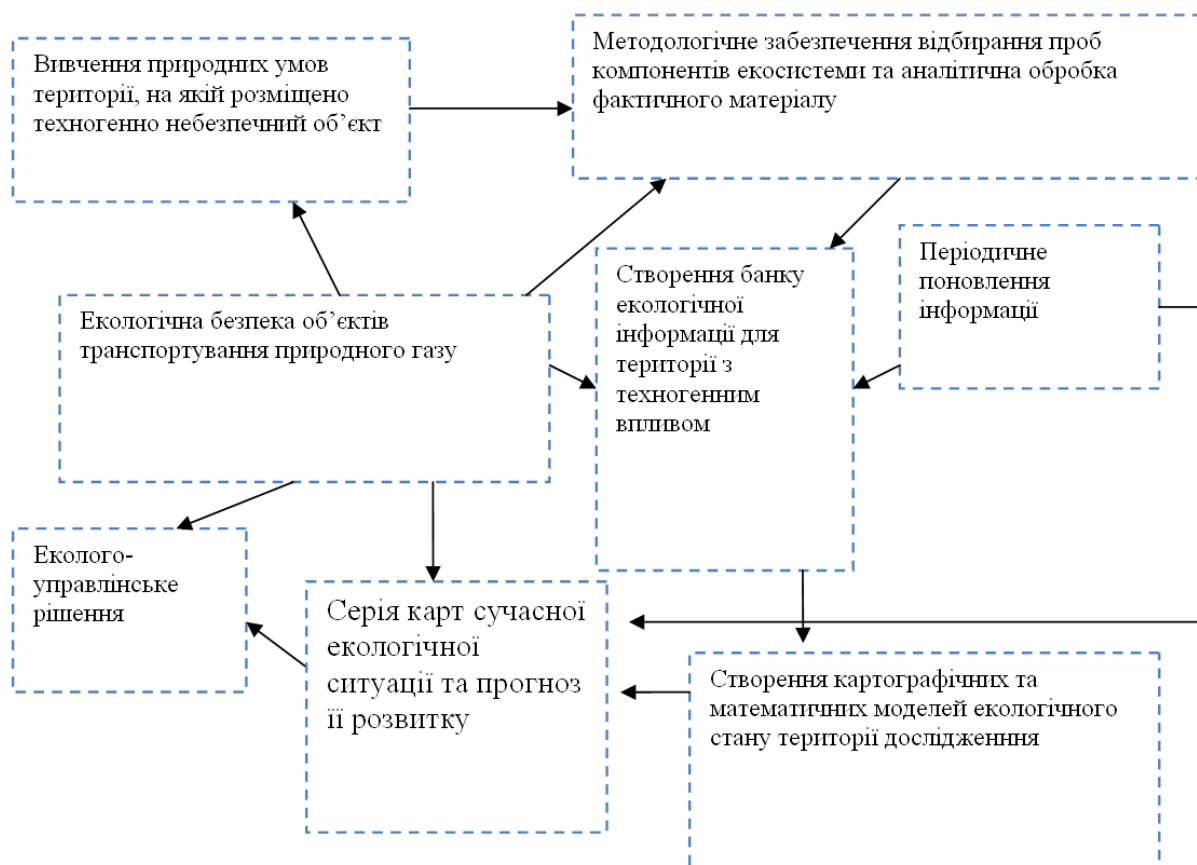 Вивчення природних умов
території, на якій розміщено
техногенно небезпечний об’єкт
Методологічне забезпечення відбирання проб
компонентів екосистеми та аналітична обробка
фактичного матеріалу
Екологічна безпека об’єктів
транспортування природного газу
Створення банку
екологічної
інформації для
території з
техногенним
впливом
Періодичне
поновлення
інформації
Еколого-
управлінське
рішення
Серія карт сучасної
екологічної
ситуації та прогноз
її розвитку
Створення картографічних та
математичних моделей екологічного
стану території дослідженння